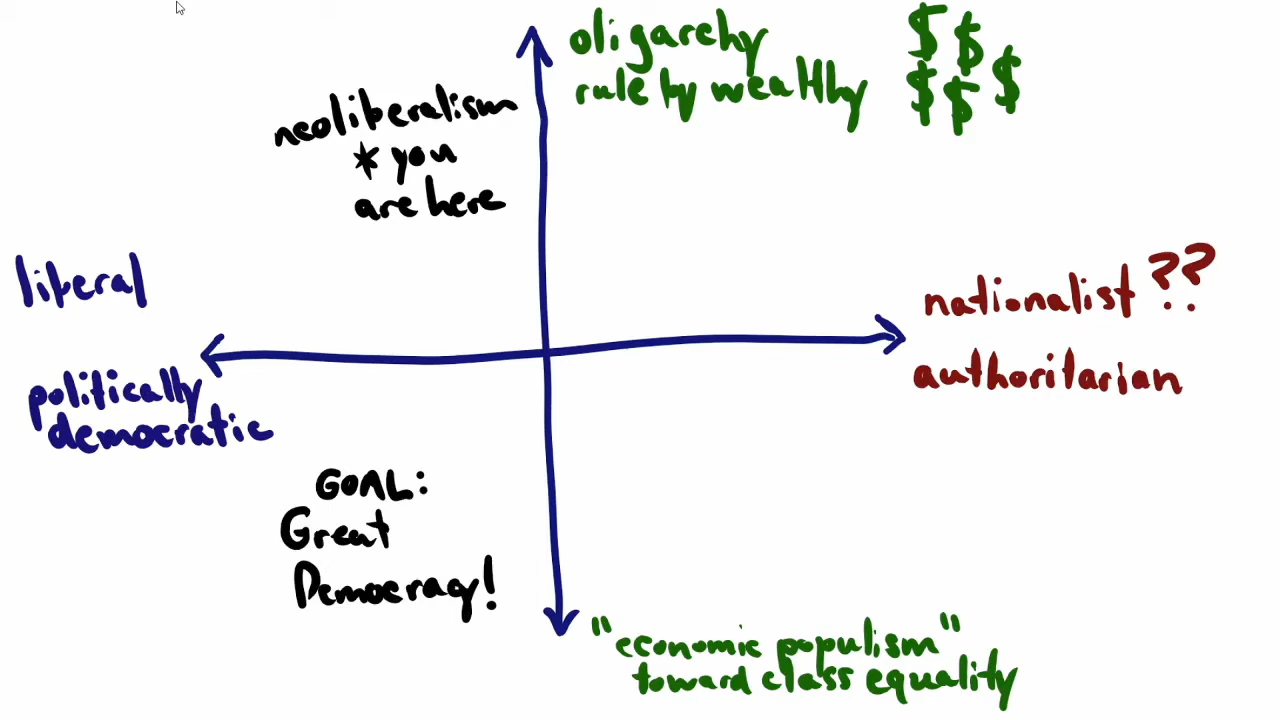 oligarchy
rule by wealthy
$ $
$ $ $
neoliberalism
* you
are here
liberal
nationalist ??
authoritarian
politically
democratic
GOAL:
Great
Democracy!
"economic populism"
toward class equality